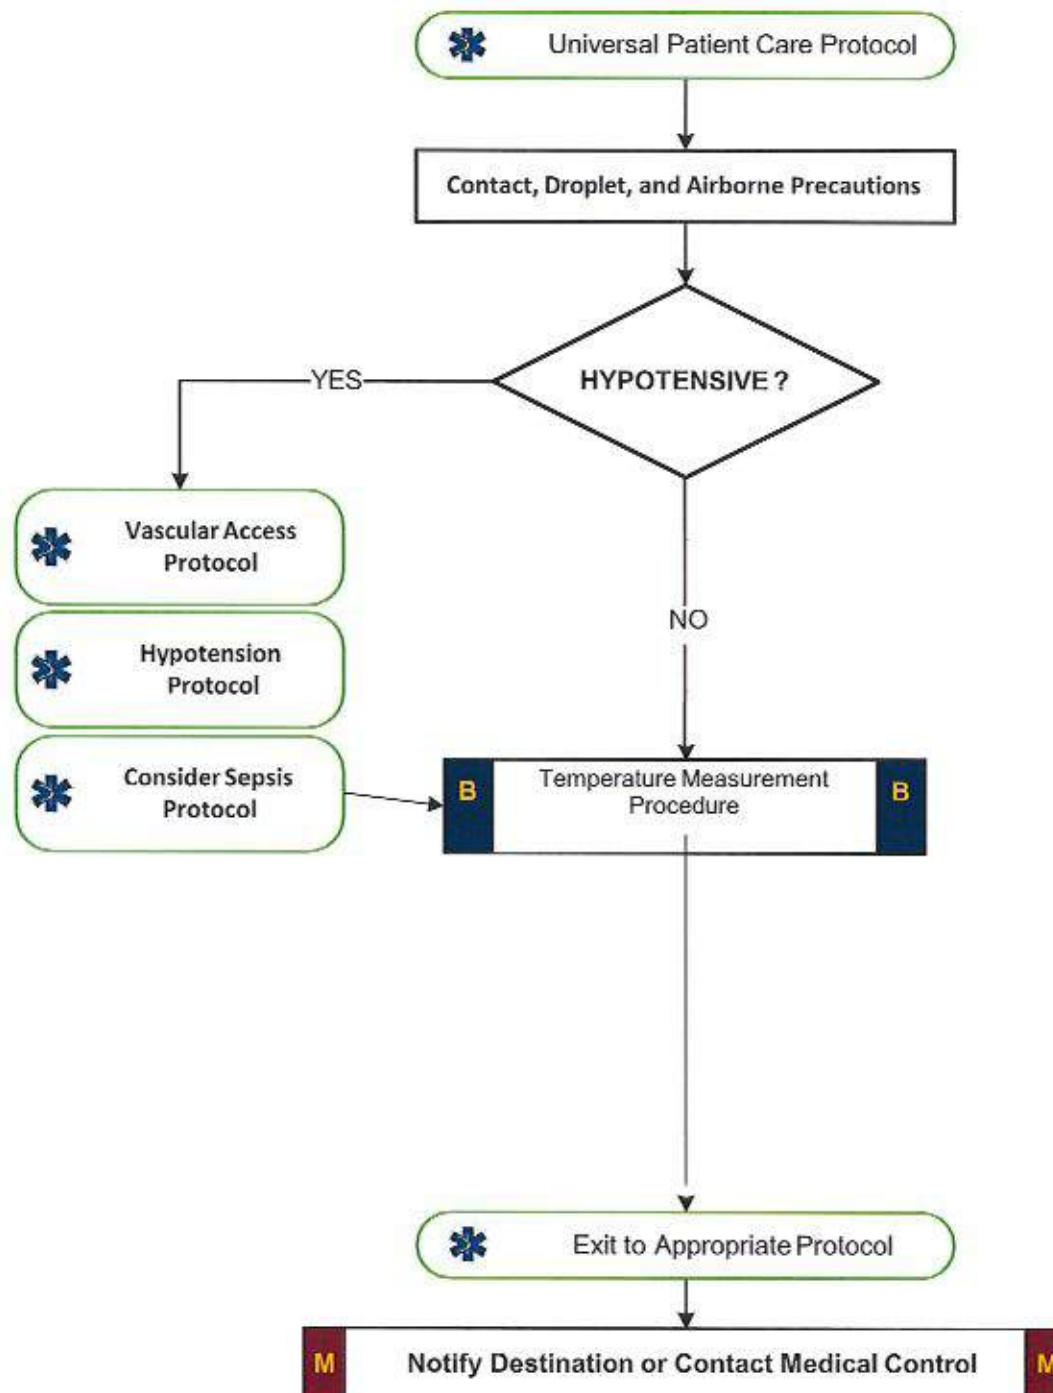 Universal Patient Care Protocol
Contact, Droplet, and Airborne Precautions
HYPOTENSIVE ?
YES
Vascular Access
Protocol
NO
Hypotension
Protocol
Consider Sepsis
Protocol
B
Temperature Measurement
Procedure
B
Exit to Appropriate Protocol
M
Notify Destination or Contact Medical Control
M